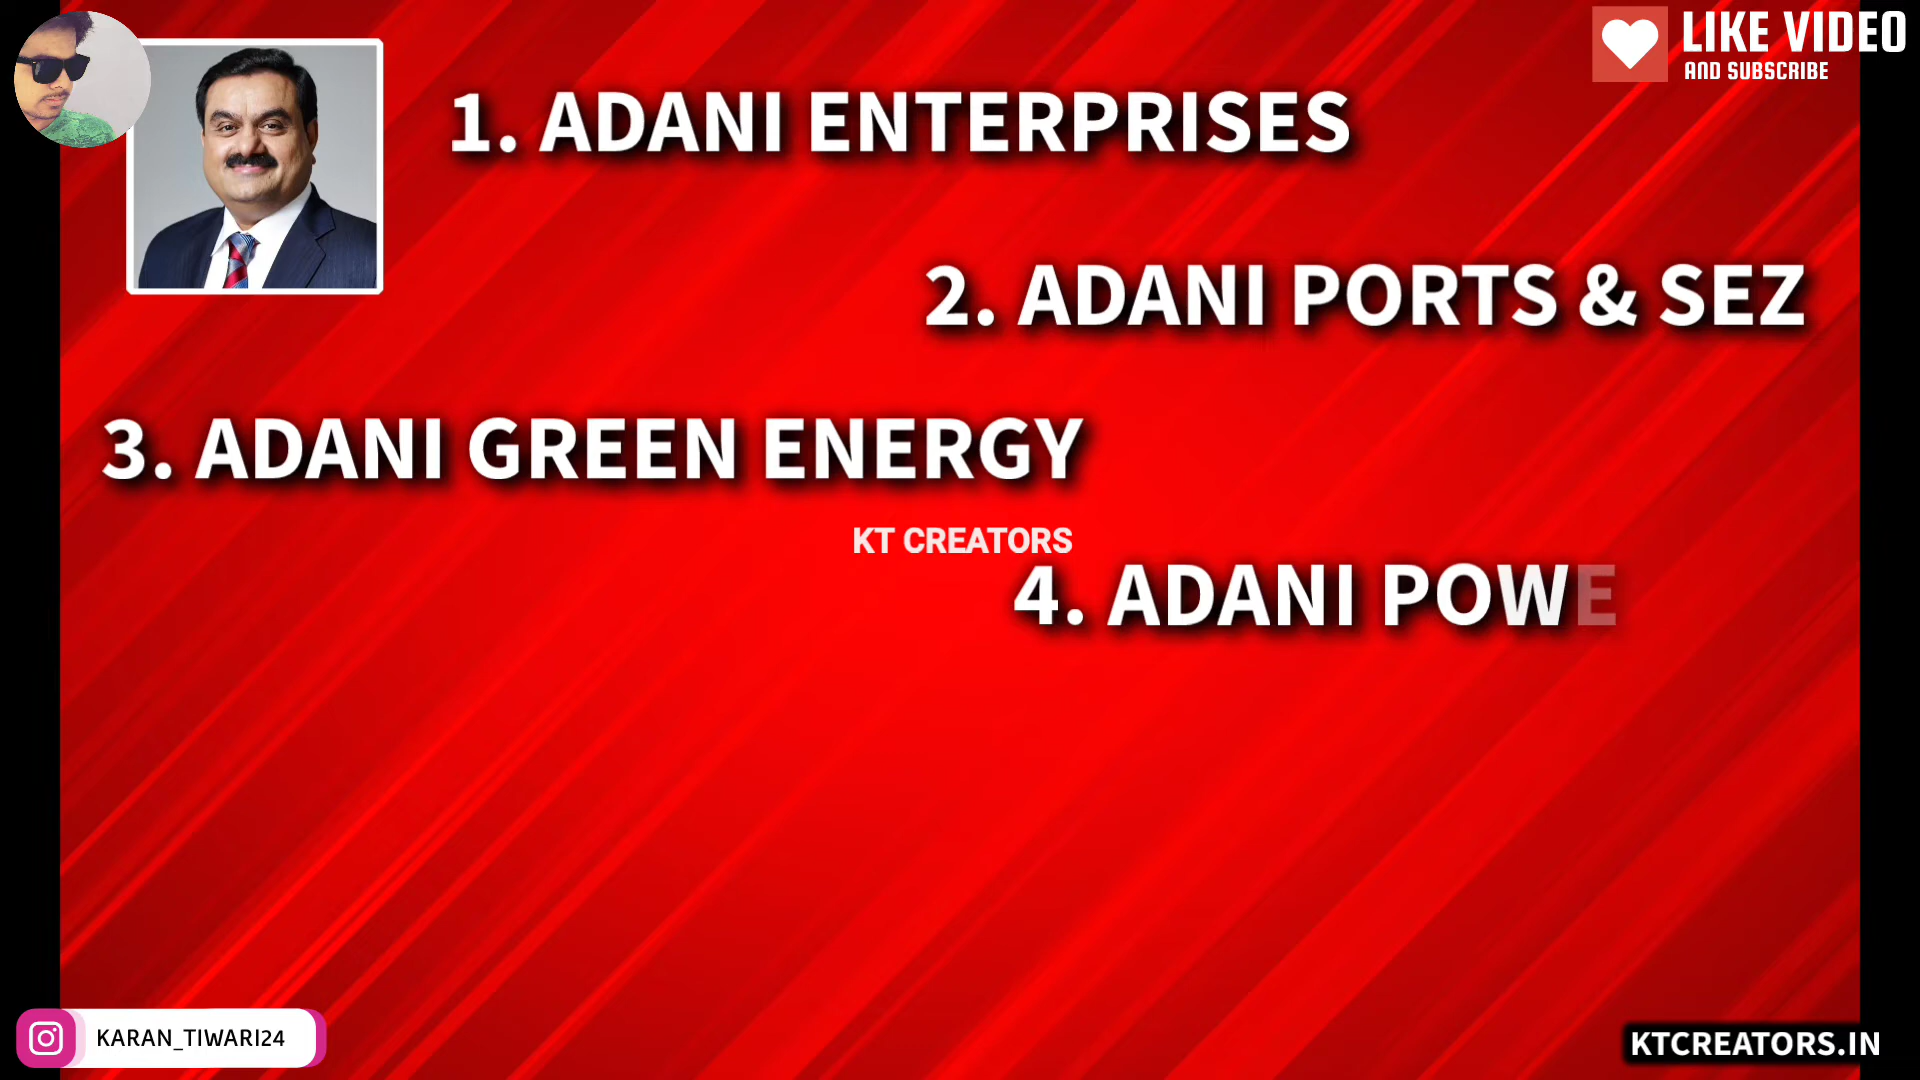 LIKE VIDEO
AND SUBSCRIBE
1. ADANI ENTERPRISES
2. ADANI PORTS & SEZ
3. ADANI GREEN ENERGY
KT CREATORS
4. ADANI POWE
KARAN_TIWARI24
KTCREATORS.IN